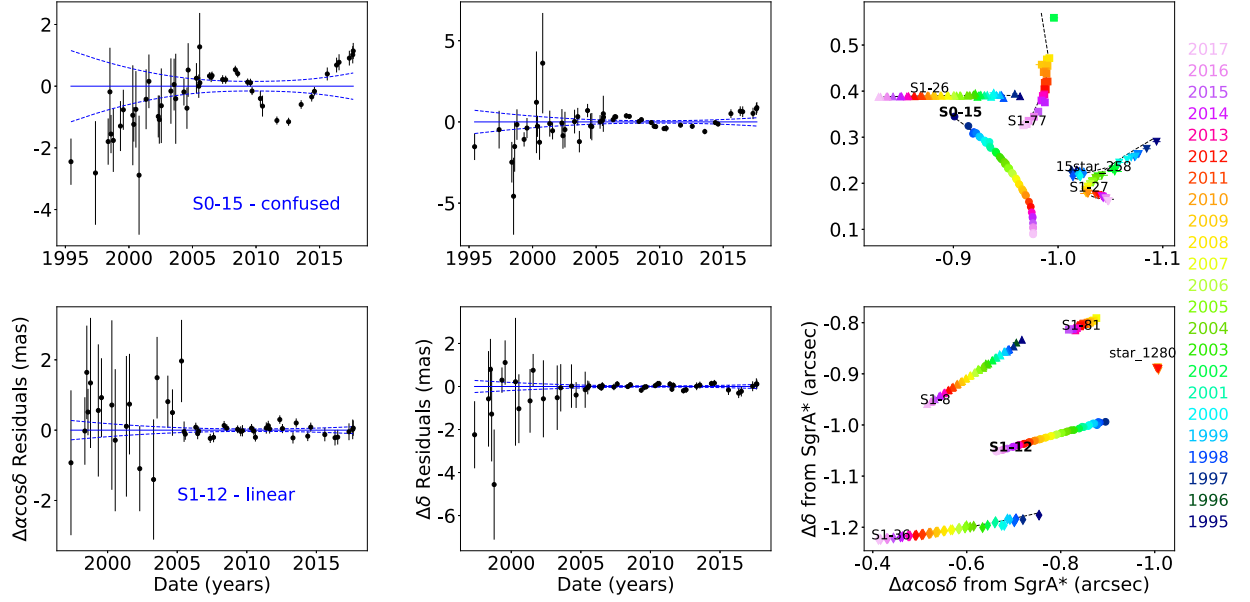 2
0
-2
-4
1995 2000 2005 2010 2015
S0-15 - confused
5
0
-5
1995 2000 2005 2010 2015
0.5
0.4
0.3
0.2
0.1
-0.9 -1.0 -1.1
S1-26
S0-15
S1-77
15star_258
S1-27
2017
2016
2015
2014
2013
2012
2011
2010
2009
2008
2007
2006
2005
2004
2003
2002
2001
2000
1999
1998
1997
1996
1995
Δαcosδ Residuals (mas)
2
0
-2
2000 2005 2010 2015
Date (years)
S1-12 - linear
Δδ Residuals (mas)
2
0
-2
-4
-6
2000 2005 2010 2015
Date (years)
Δδ from SgrA* (arcsec)
-0.8
-0.9
-1.0
-1.1
-1.2
-0.4 -0.6 -0.8 -1.0
Δαcosδ from SgrA* (arcsec)
S1-81
star_1280
S1-8
S1-12
S1-36